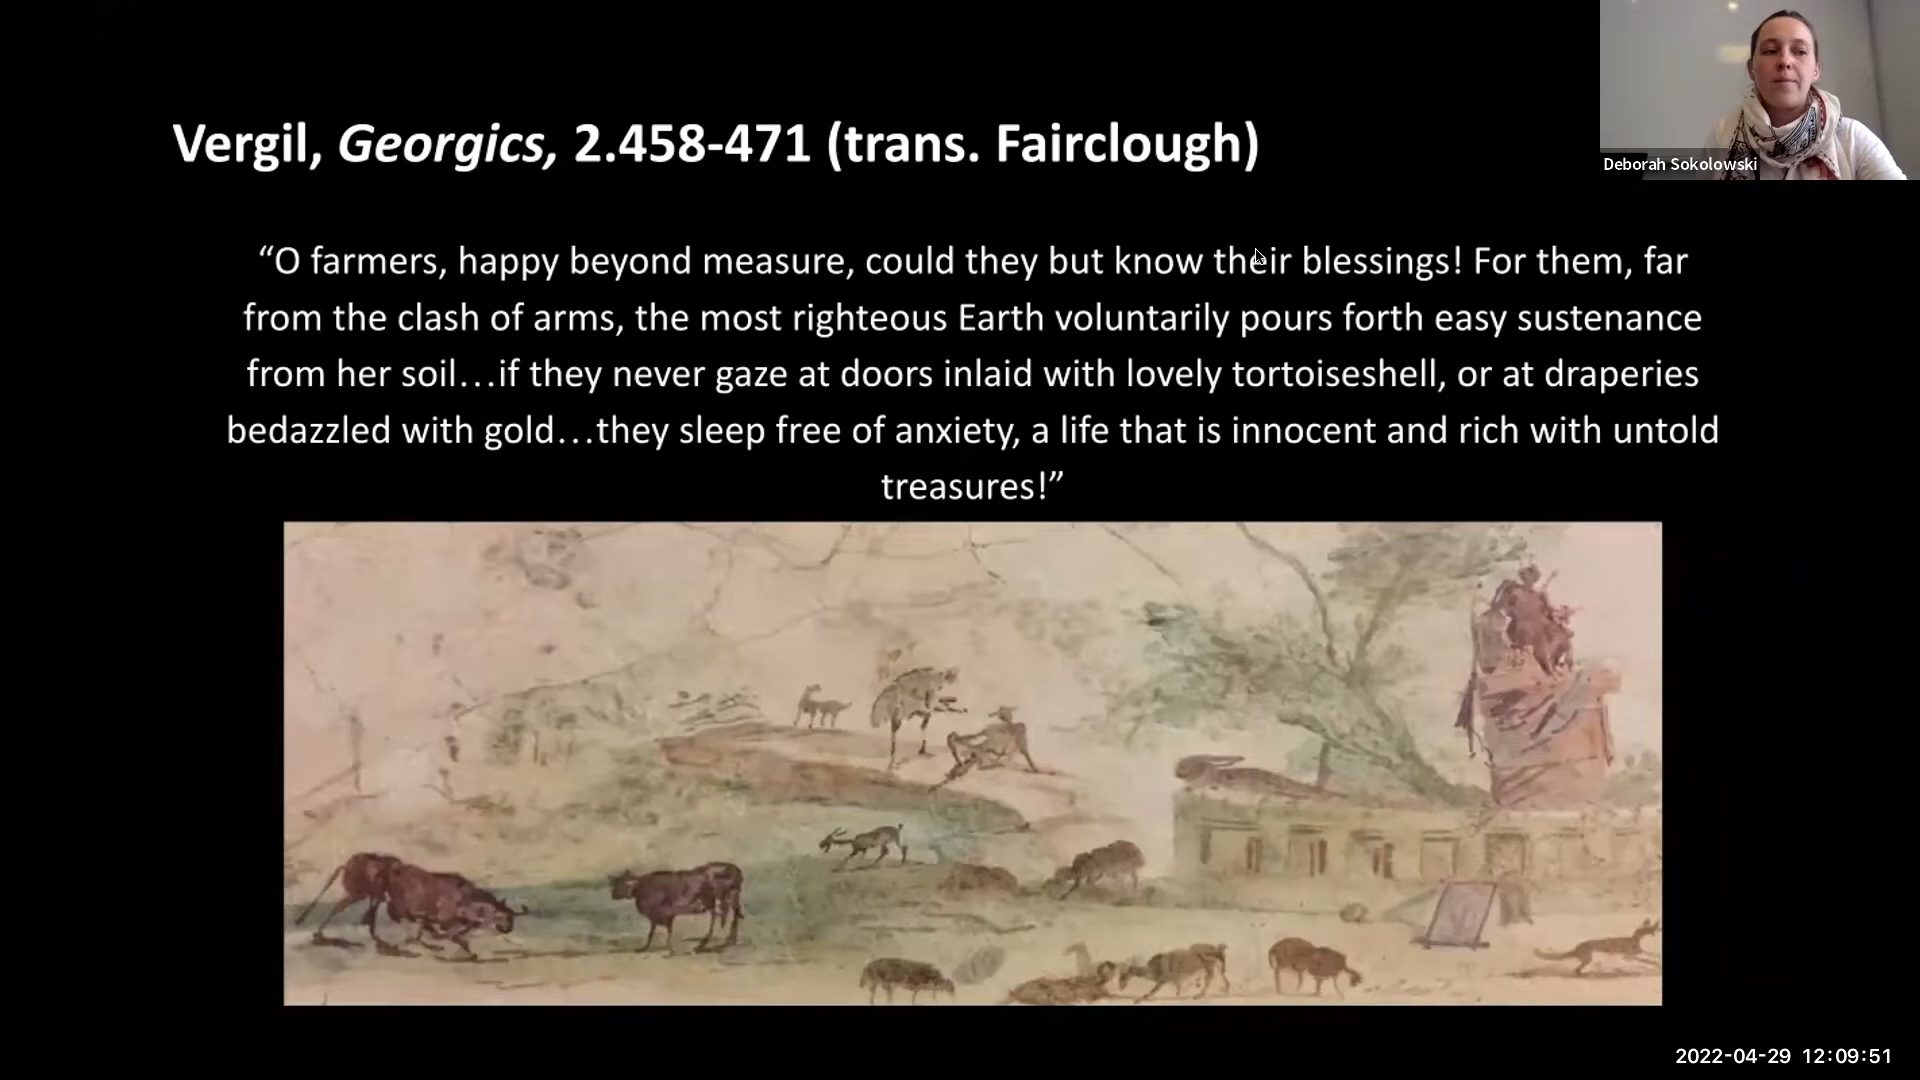 Vergil, Georgics, 2.458-471 (trans. Fairclough)
Deborah Sokolowski
“O farmers, happy beyond measure, could they but know their blessings! For them, far
from the clash of arms, the most righteous Earth voluntarily pours forth easy sustenance
from her soil…if they never gaze at doors inlaid with lovely tortoiseshell, or at draperies
bedazzled with gold…they sleep free of anxiety, a life that is innocent and rich with untold
treasures!”
2022-04-29 12:09:51